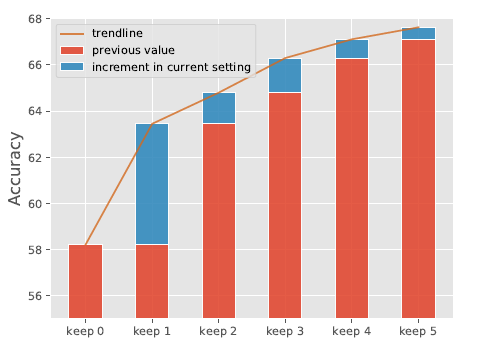 68
66
64
62
60
58
56
Accuracy
trendline
previous value
increment in current setting
keep 0 keep 1 keep 2 keep 3 keep 4 keep 5